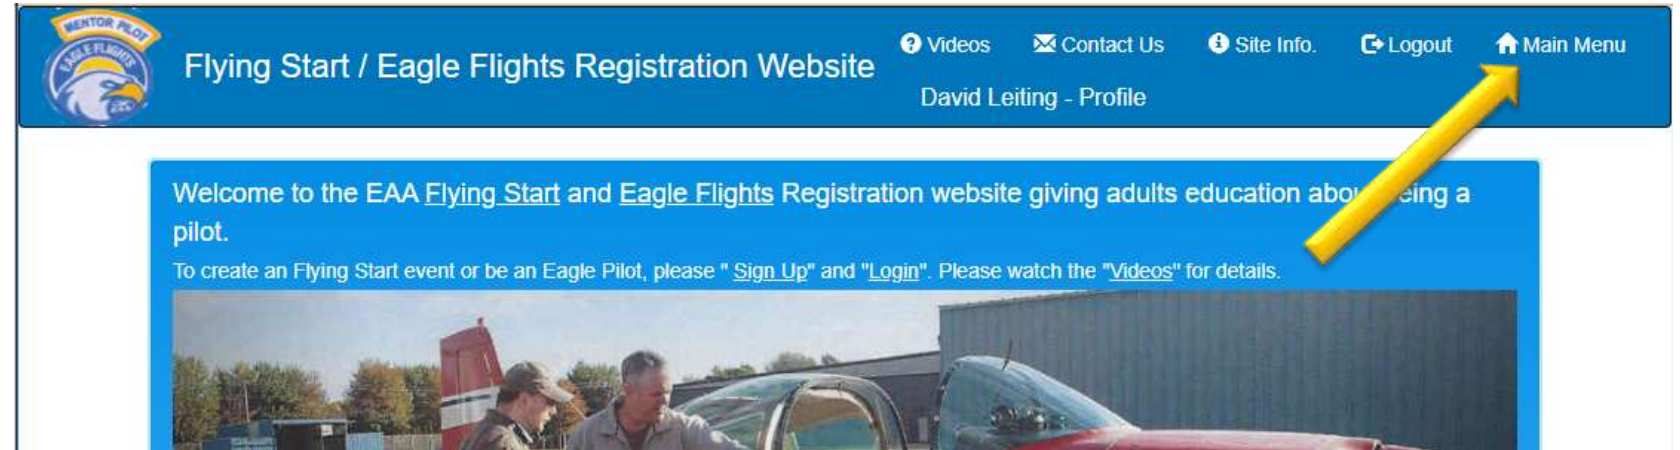 MENTOR PILOT
EAGLE FLIGHTS
Flying Start / Eagle Flights Registration Website
Videos
Contact Us
Site Info.
Logout
Main Menu
David Leiting - Profile
Welcome to the EAA Flying Start and Eagle Flights Registration website giving adults education about being a
pilot.
To create an Flying Start event or be an Eagle Pilot, please " Sign Up" and "Login". Please watch the "Videos" for details.